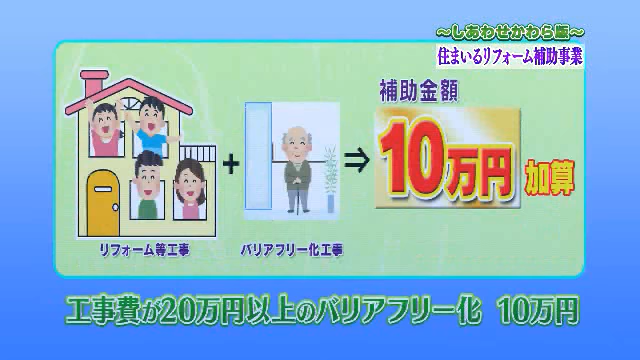 ～しあわせかわら版～
住まいるリフォーム補助事業
補助金額
10万円 加算
リフォーム等工事
バリアフリー化工事
工事費が20万円以上のバリアフリー化 10万円